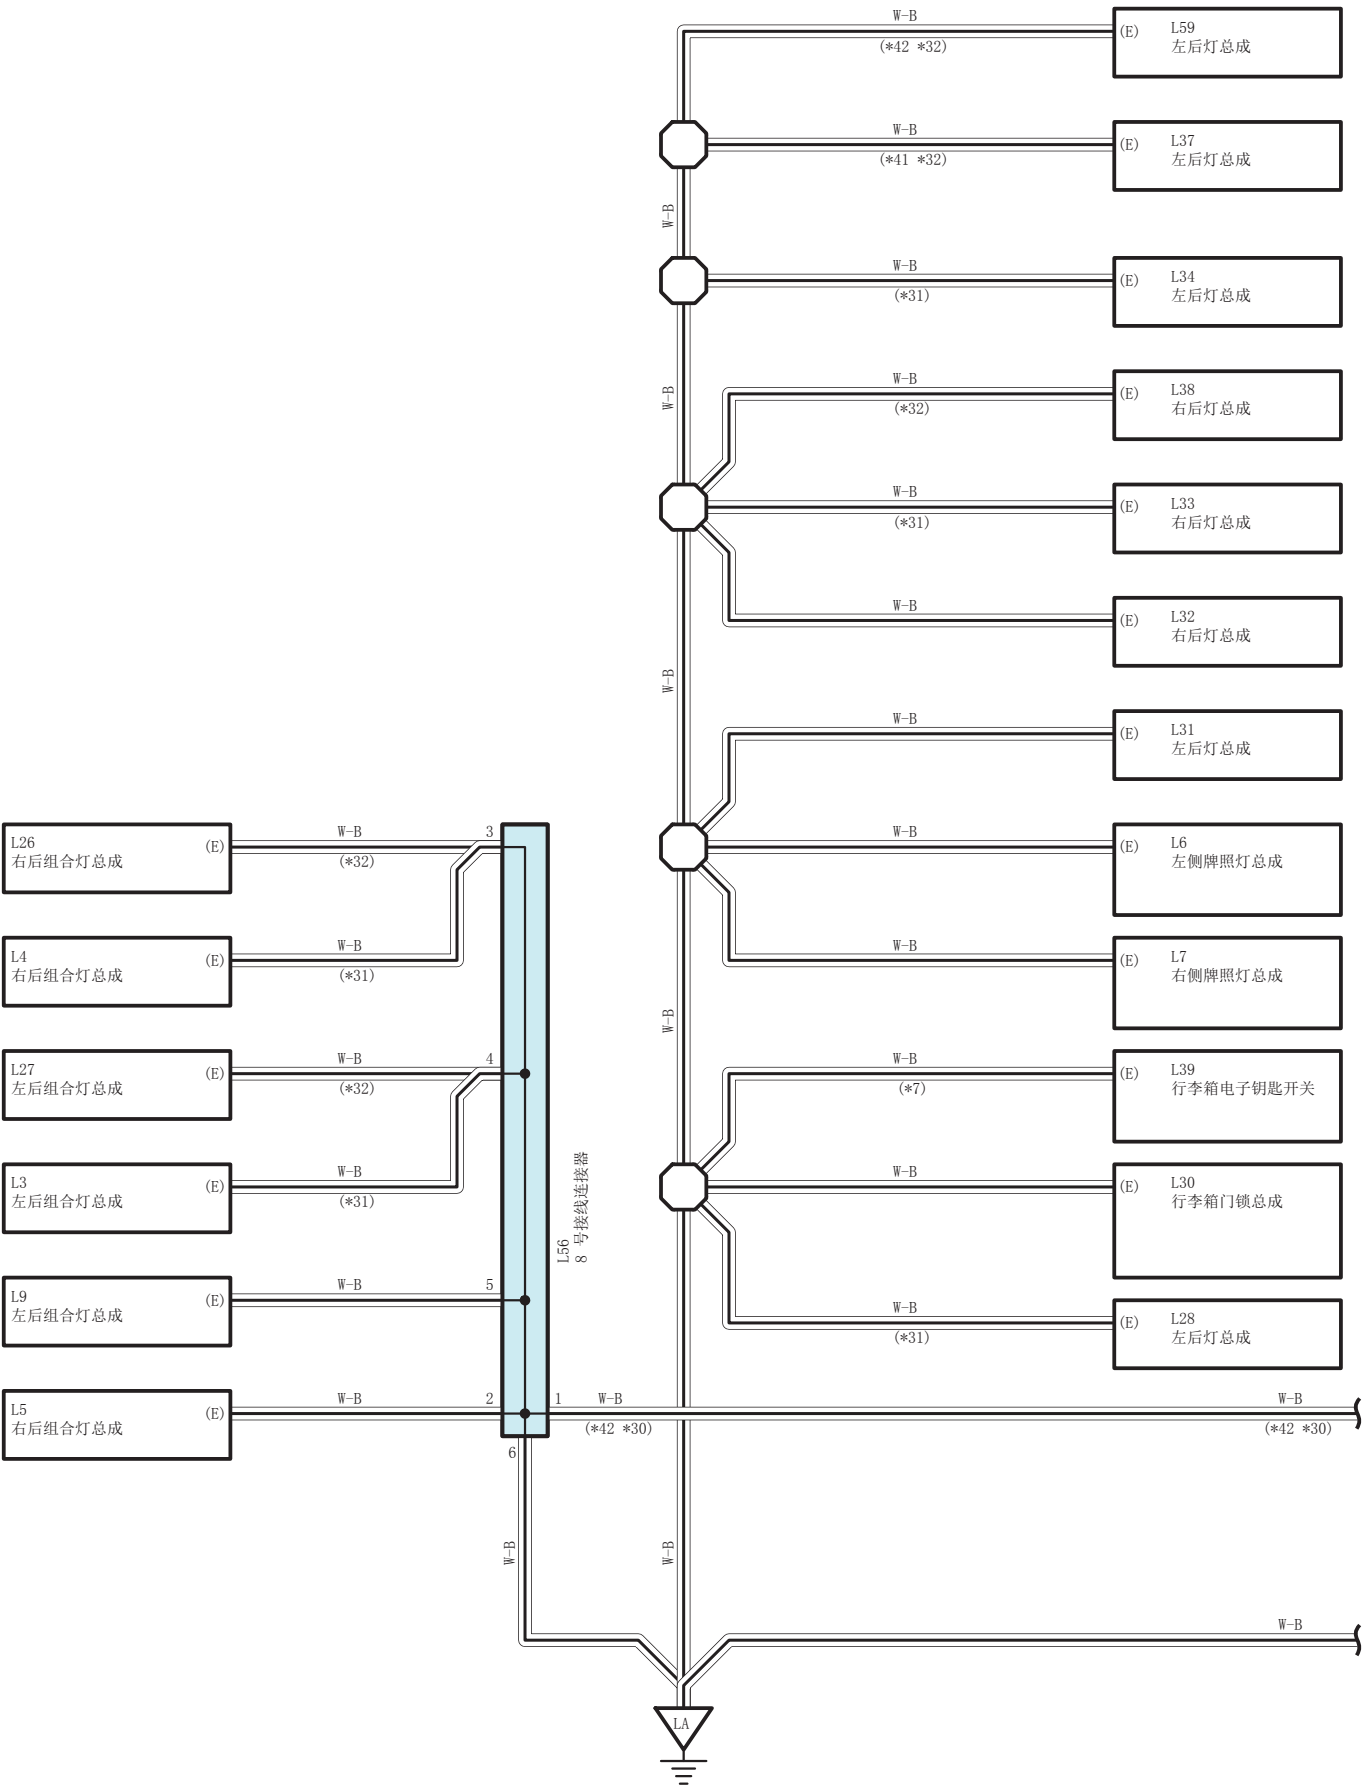 W-B
(*42 *32)
(E)
L59
左后灯总成
W-B
(*41 *32)
(E)
L37
左后灯总成
W-B
W-B
(*31)
(E)
L34
左后灯总成
W-B
W-B
(*32)
(E)
L38
右后灯总成
W-B
(*31)
(E)
L33
右后灯总成
W-B
(E)
L32
右后灯总成
W-B
W-B
(E)
L31
左后灯总成
L26
右后组合灯总成
(E)
W-B
(*32)
3
W-B
(E)
L6
左侧牌照灯总成
L4
右后组合灯总成
(E)
W-B
(*31)
W-B
(E)
L7
右侧牌照灯总成
W-B
L27
左后组合灯总成
(E)
W-B
(*32)
4
W-B
(*7)
(E)
L39
行李箱电子钥匙开关
L3
左后组合灯总成
(E)
W-B
(*31)
L56
8 号接线连接器
W-B
(E)
L30
行李箱门锁总成
L9
左后组合灯总成
(E)
W-B
5
W-B
(*31)
(E)
L28
左后灯总成
L5
右后组合灯总成
(E)
W-B
2
1
W-B
(*42 *30)
W-B
(*42 *30)
6
W-B
W-B
W-B
LA